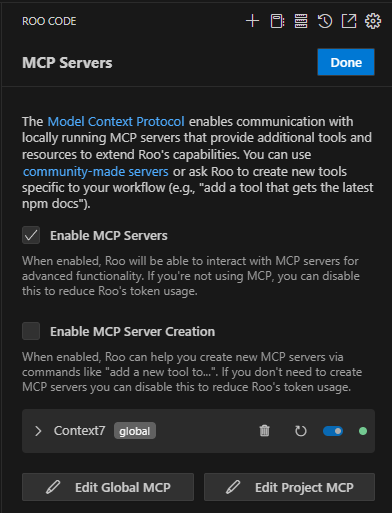 ROO CODE
MCP Servers
Done
The Model Context Protocol enables communication with
locally running MCP servers that provide additional tools and
resources to extend Roo's capabilities. You can use
community-made servers or ask Roo to create new tools
specific to your workflow (e.g., "add a tool that gets the latest
npm docs").
Enable MCP Servers
When enabled, Roo will be able to interact with MCP servers for
advanced functionality. If you're not using MCP, you can disable
this to reduce Roo's token usage.
Enable MCP Server Creation
When enabled, Roo can help you create new MCP servers via
commands like "add a new tool to...". If you don't need to create
MCP servers you can disable this to reduce Roo's token usage.
Context7 global
Edit Global MCP
Edit Project MCP